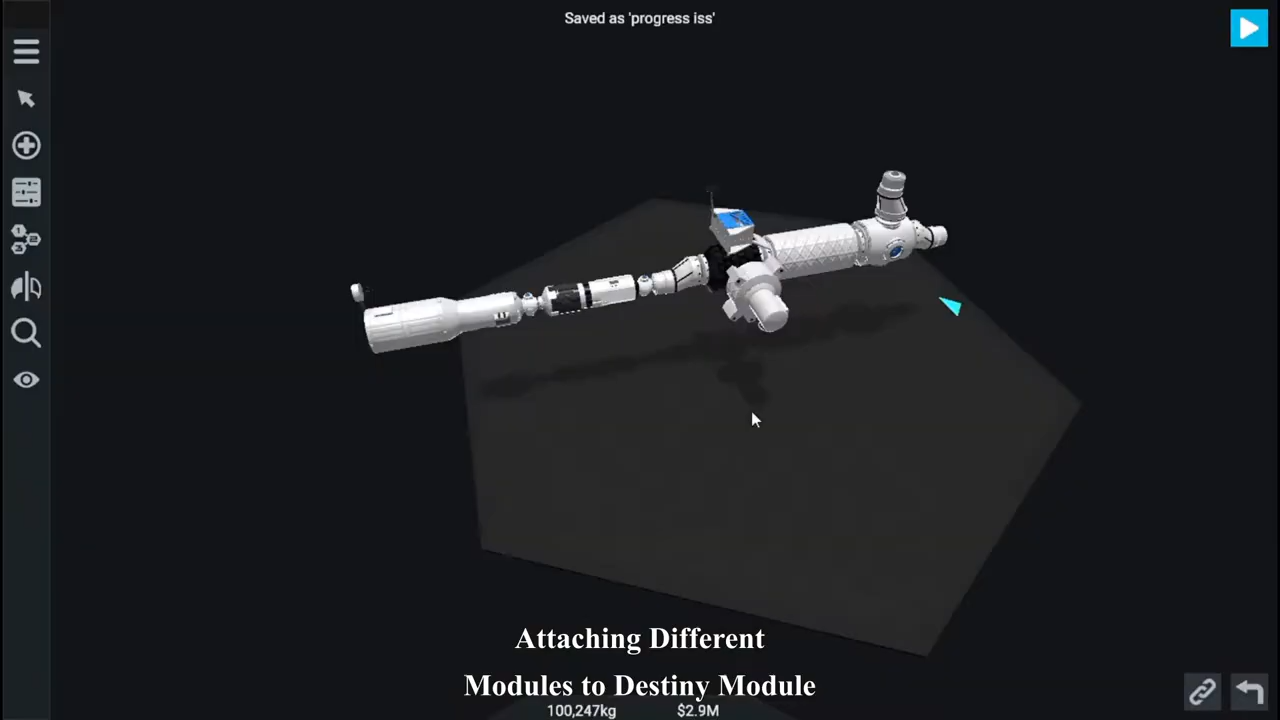 Saved as 'progress iss'
Attaching Different
Modules to Destiny Module
100,247kg $2.9M